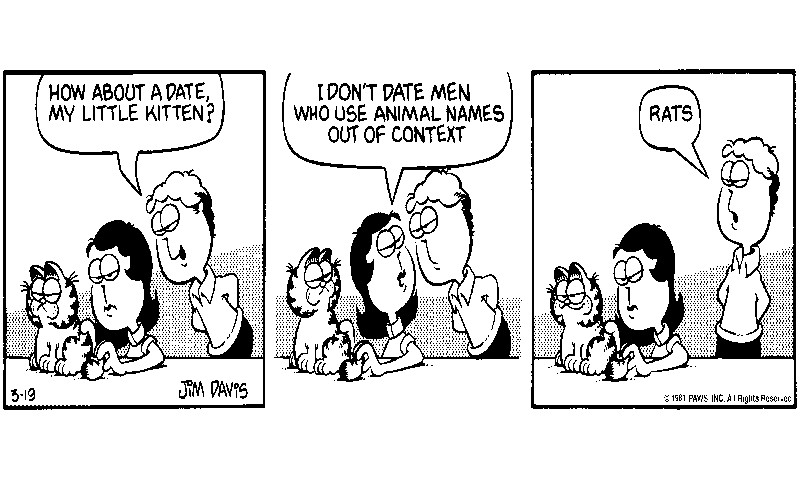 HOW ABOUT A DATE,
MY LITTLE KITTEN?
3-19
JIM DAVIS
I DON'T DATE MEN
WHO USE ANIMAL NAMES
OUT OF CONTEXT
RATS
© 1981 PAWS, INC. All Rights Reserved